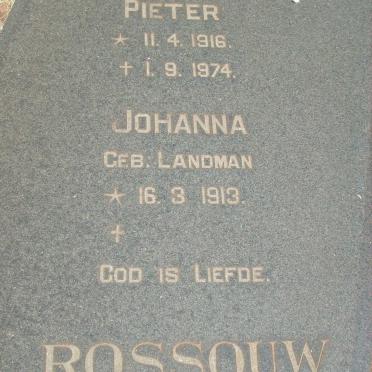 PIETER
* 11. 4. 1916.
† 1. 9. 1974.
JOHANNA
GEB. LANDMAN
* 16. 3 1913.
†
GOD IS LIEFDE.
ROSSOUW